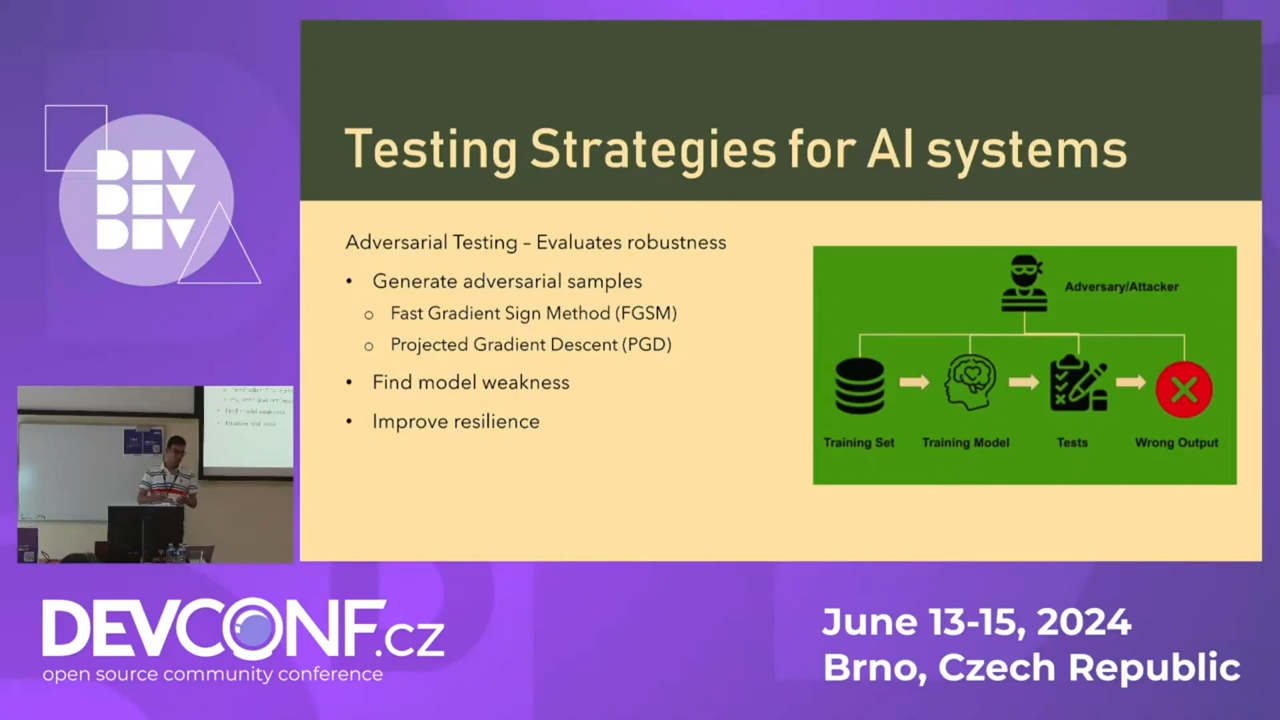 DEV
DEV
DEV
Testing Strategies for AI systems
Adversarial Testing – Evaluates robustness
• Generate adversarial samples
o Fast Gradient Sign Method (FGSM)
o Projected Gradient Descent (PGD)
• Find model weakness
• Improve resilience
Adversary/Attacker
Training Set
Training Model
Tests
Wrong Output
DEVCONF.cz
open source community conference
June 13-15, 2024
Brno, Czech Republic